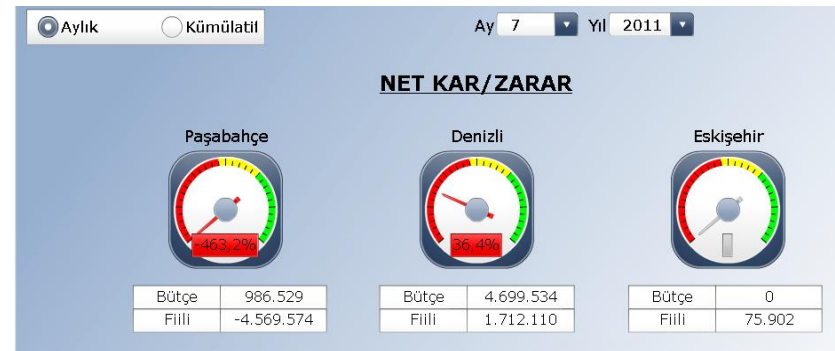 Aylık Kümülatif Ay 7 Yıl 2011
NET KAR/ZARAR
Paşabahçe Denizli Eskişehir
-463,2% 36,4%
Bütçe 986.529 Bütçe 4.699.534 Bütçe 0
Fiili -4.569.574 Fiili 1.712.110 Fiili 75.902